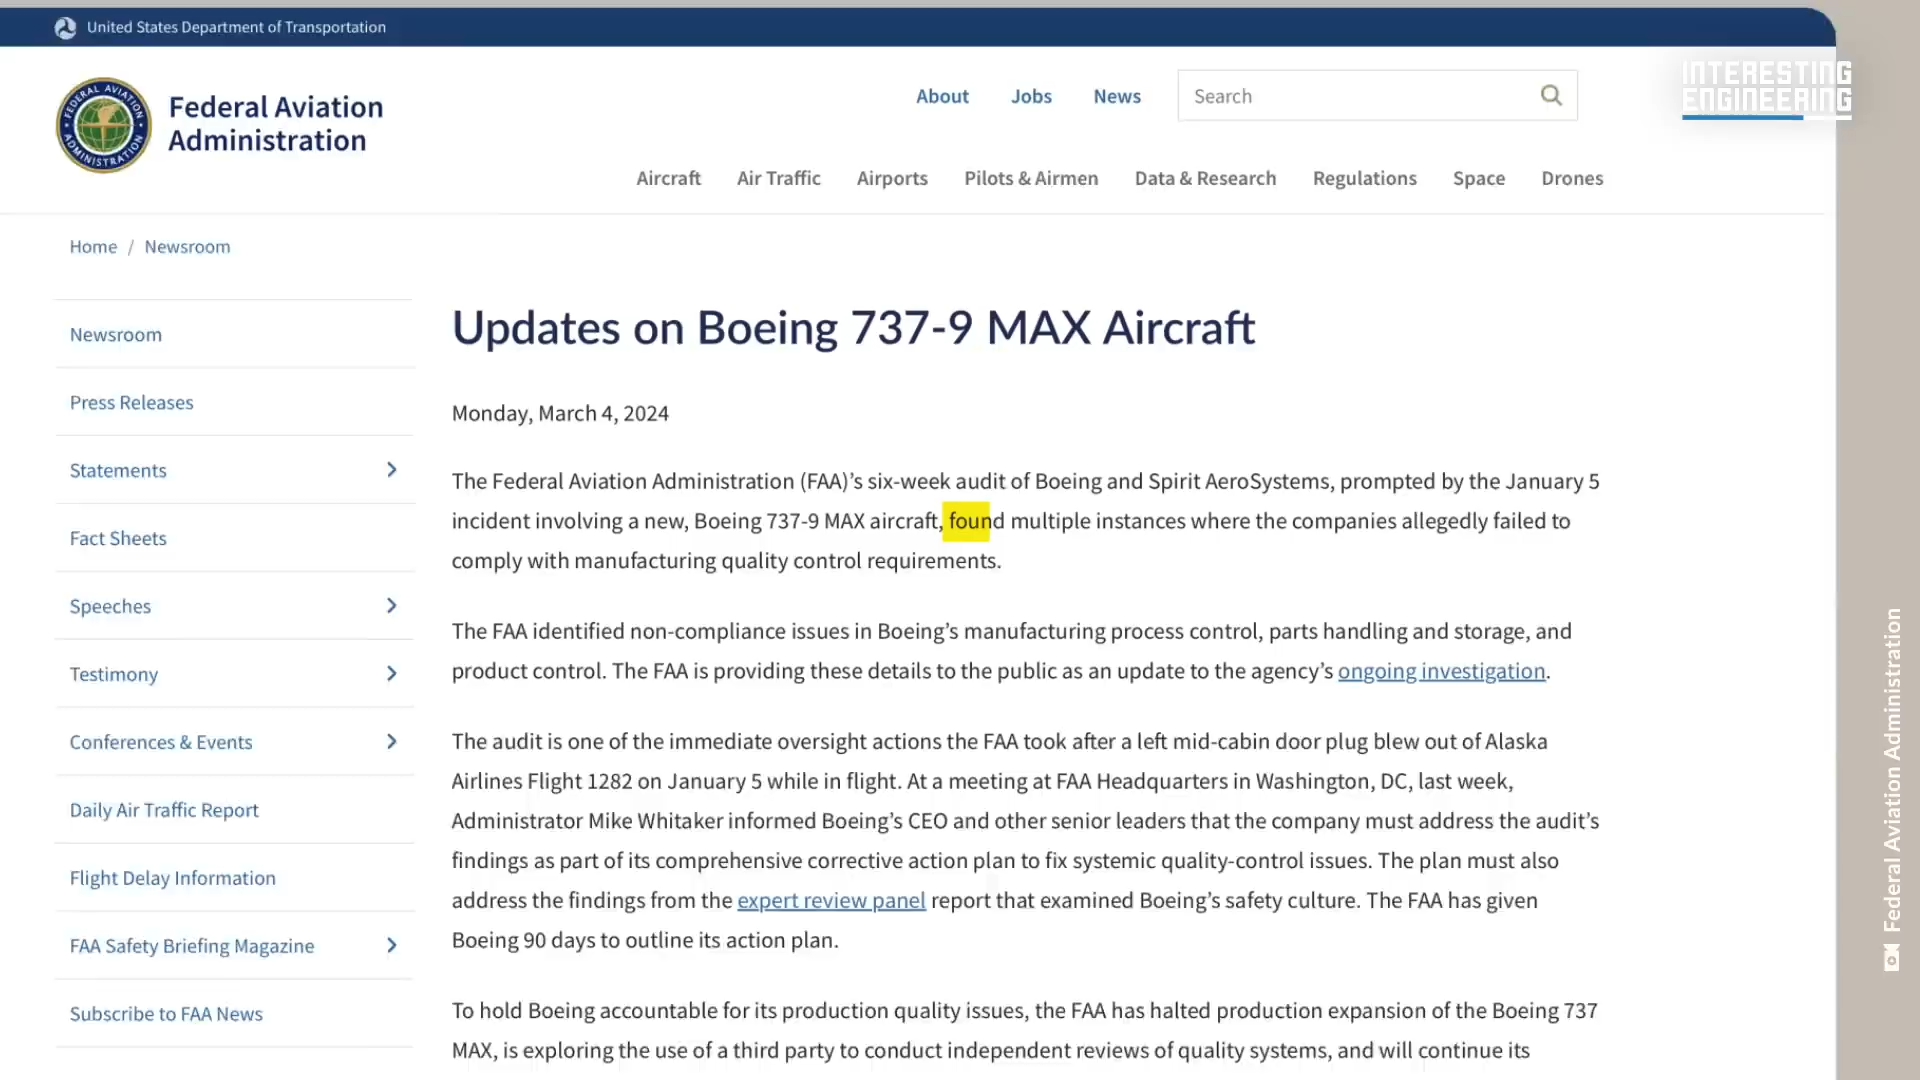 United States Department of Transportation
Federal Aviation
Administration
About
Jobs
News
Search
INTERESTING
ENGINEERING
Aircraft
Air Traffic
Airports
Pilots & Airmen
Data & Research
Regulations
Space
Drones
Home / Newsroom
Newsroom
Press Releases
Statements
Fact Sheets
Speeches
Testimony
Conferences & Events
Daily Air Traffic Report
Flight Delay Information
FAA Safety Briefing Magazine
Subscribe to FAA News
Updates on Boeing 737-9 MAX Aircraft
Monday, March 4, 2024
The Federal Aviation Administration (FAA)’s six-week audit of Boeing and Spirit AeroSystems, prompted by the January 5
incident involving a new, Boeing 737-9 MAX aircraft, found multiple instances where the companies allegedly failed to
comply with manufacturing quality control requirements.
The FAA identified non-compliance issues in Boeing’s manufacturing process control, parts handling and storage, and
product control. The FAA is providing these details to the public as an update to the agency’s ongoing investigation.
The audit is one of the immediate oversight actions the FAA took after a left mid-cabin door plug blew out of Alaska
Airlines Flight 1282 on January 5 while in flight. At a meeting at FAA Headquarters in Washington, DC, last week,
Administrator Mike Whitaker informed Boeing’s CEO and other senior leaders that the company must address the audit’s
findings as part of its comprehensive corrective action plan to fix systemic quality-control issues. The plan must also
address the findings from the expert review panel report that examined Boeing’s safety culture. The FAA has given
Boeing 90 days to outline its action plan.
To hold Boeing accountable for its production quality issues, the FAA has halted production expansion of the Boeing 737
MAX, is exploring the use of a third party to conduct independent reviews of quality systems, and will continue its
Federal Aviation Administration
FEDERAL AVIATION
ADMINISTRATION